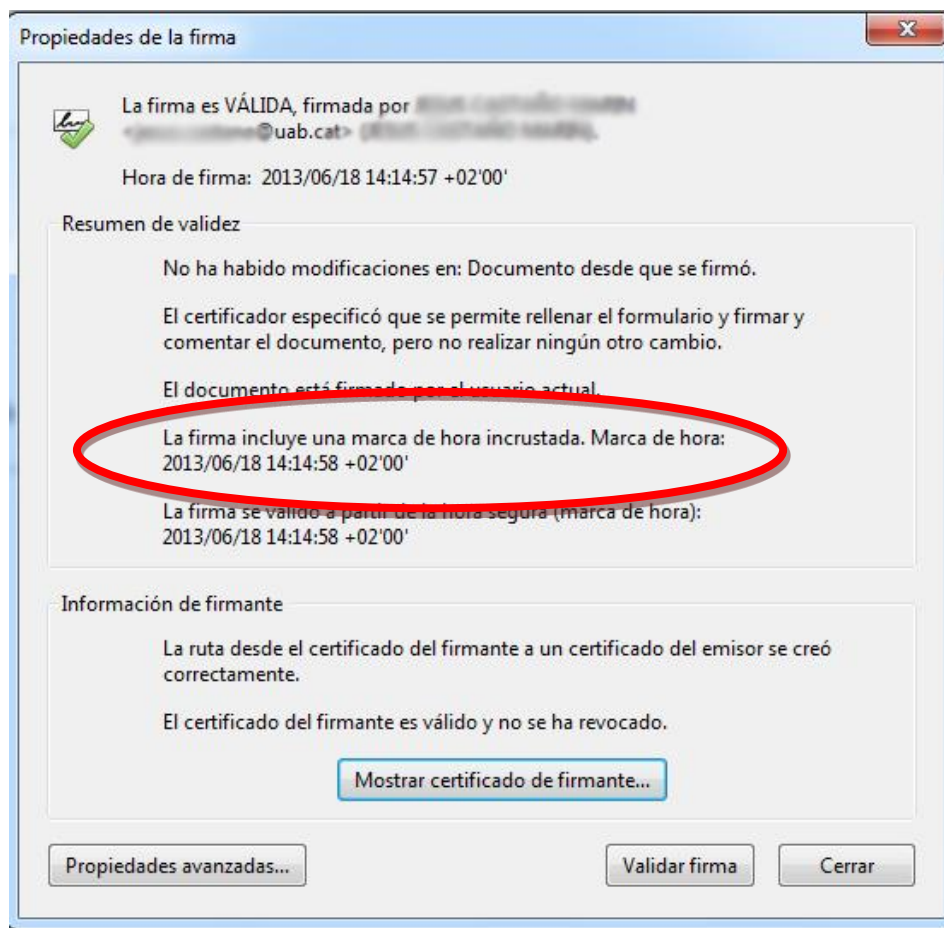 Propiedades de la firma
La firma es VÁLIDA, firmada por
@uab.cat>
Hora de firma: 2013/06/18 14:14:57 +02'00'
Resumen de validez
No ha habido modificaciones en: Documento desde que se firmó.
El certificador especificó que se permite rellenar el formulario y firmar y
comentar el documento, pero no realizar ningún otro cambio.
El documento está firmado por el usuario actual.
La firma incluye una marca de hora incrustada. Marca de hora:
2013/06/18 14:14:58 +02'00'
La firma se validó a partir de la hora segura (marca de hora):
2013/06/18 14:14:58 +02'00'
Información de firmante
La ruta desde el certificado del firmante a un certificado del emisor se creó
correctamente.
El certificado del firmante es válido y no se ha revocado.
Mostrar certificado de firmante...
Propiedades avanzadas...
Validar firma
Cerrar